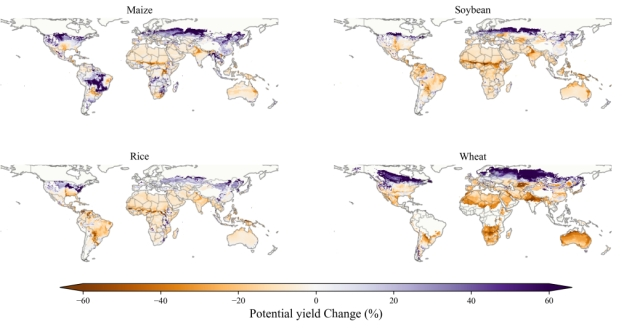 Maize
Soybean
Rice
Wheat
−60
−40
−20
0
20
40
60
Potential yield Change (%)